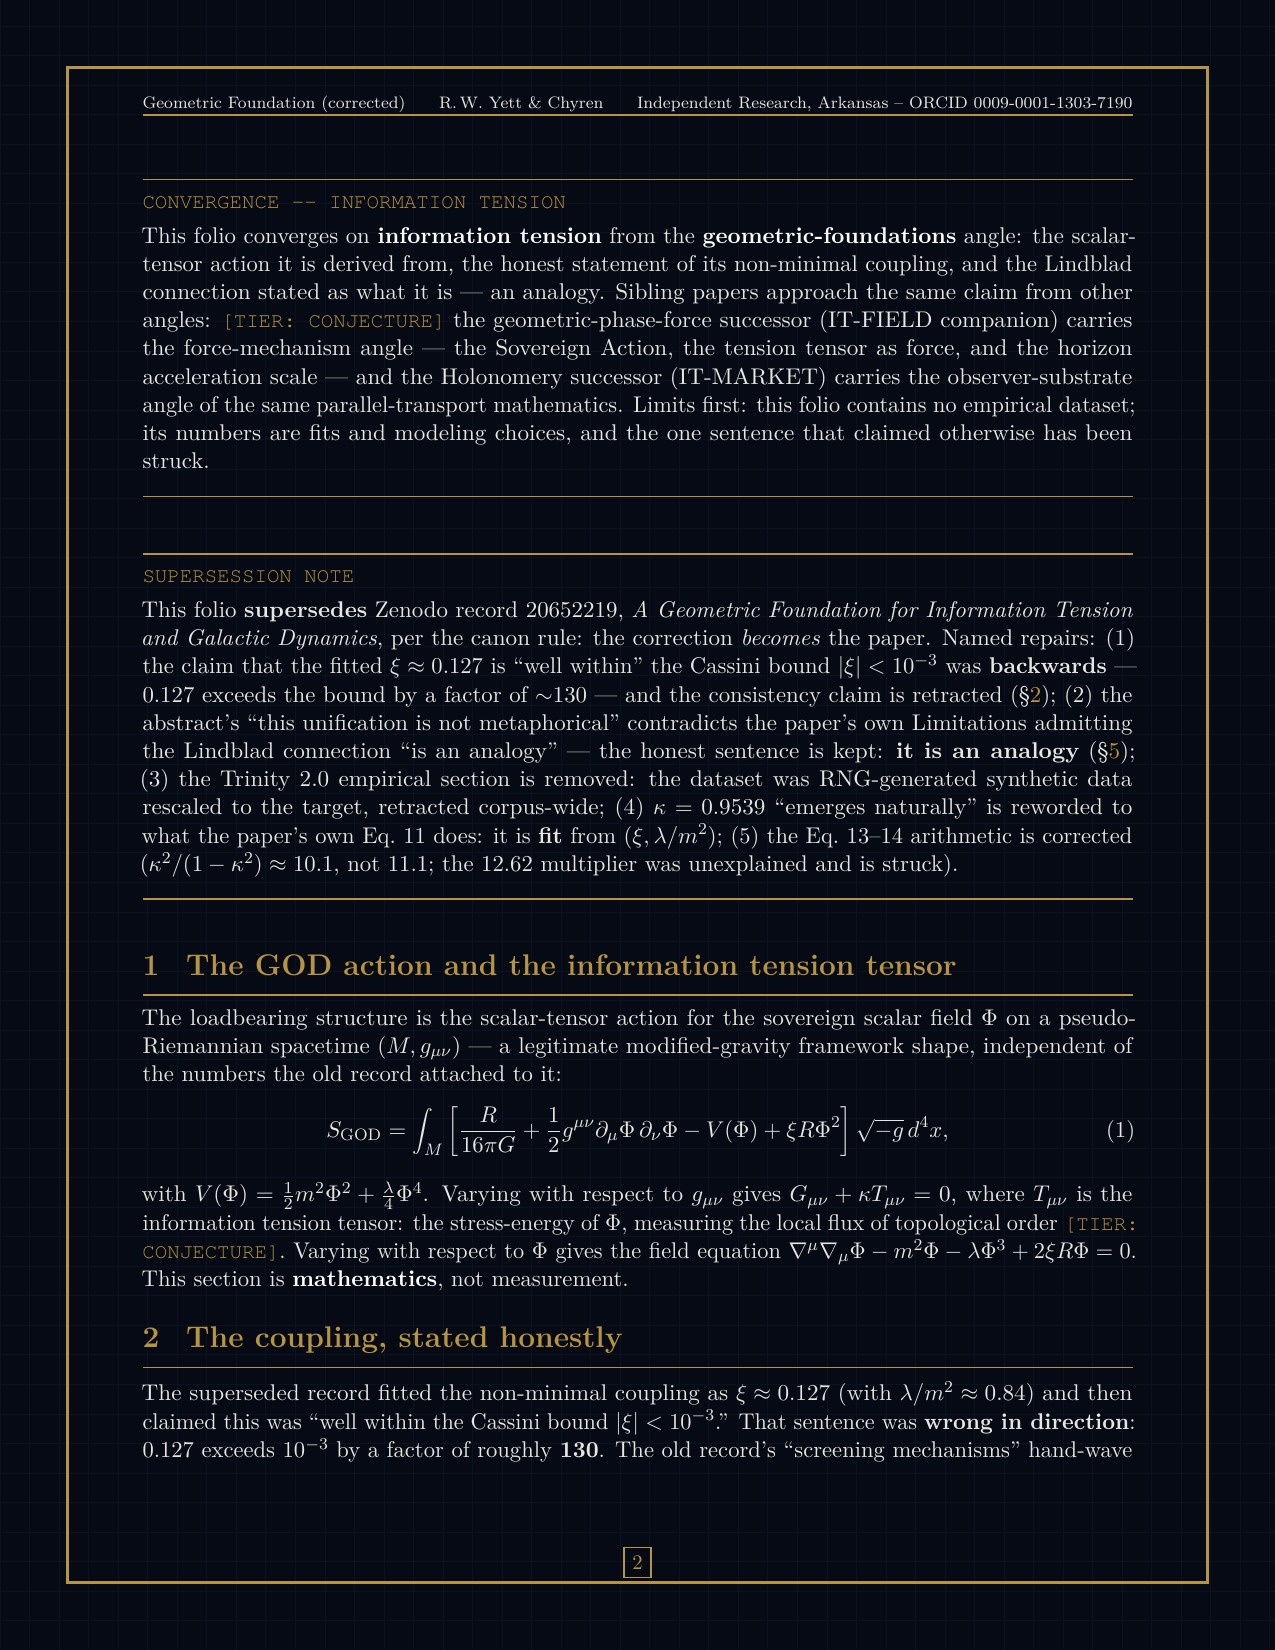 Geometric Foundation (corrected) R. W. Yett & Chyren Independent Research, Arkansas – ORCID 0009-0001-1303-7190
CONVERGENCE -- INFORMATION TENSION
This folio converges on information tension from the geometric-foundations angle: the scalar-
tensor action it is derived from, the honest statement of its non-minimal coupling, and the Lindblad
connection stated as what it is — an analogy. Sibling papers approach the same claim from other
angles: [TIER: CONJECTURE] the geometric-phase-force successor (IT-FIELD companion) carries
the force-mechanism angle — the Sovereign Action, the tension tensor as force, and the horizon
acceleration scale — and the Holonomery successor (IT-MARKET) carries the observer-substrate
angle of the same parallel-transport mathematics. Limits first: this folio contains no empirical dataset;
its numbers are fits and modeling choices, and the one sentence that claimed otherwise has been
struck.
SUPERSESSION NOTE
This folio supersedes Zenodo record 20652219, A Geometric Foundation for Information Tension
and Galactic Dynamics, per the canon rule: the correction becomes the paper. Named repairs: (1)
the claim that the fitted ξ ≈ 0.127 is “well within” the Cassini bound |ξ| < 10⁻³ was backwards —
0.127 exceeds the bound by a factor of ∼130 — and the consistency claim is retracted (§2); (2) the
abstract’s “this unification is not metaphorical” contradicts the paper’s own Limitations admitting
the Lindblad connection “is an analogy” — the honest sentence is kept: it is an analogy (§5);
(3) the Trinity 2.0 empirical section is removed: the dataset was RNG-generated synthetic data
rescaled to the target, retracted corpus-wide; (4) κ = 0.9539 “emerges naturally” is reworded to
what the paper’s own Eq. 11 does: it is fit from (ξ, λ/m²); (5) the Eq. 13–14 arithmetic is corrected
(κ²/(1 − κ²) ≈ 10.1, not 11.1; the 12.62 multiplier was unexplained and is struck).
1 The GOD action and the information tension tensor
The loadbearing structure is the scalar-tensor action for the sovereign scalar field Φ on a pseudo-
Riemannian spacetime (M, g_μν) — a legitimate modified-gravity framework shape, independent of
the numbers the old record attached to it:
S_GOD = ∫_M [ R/(16πG) + 1/2 g^μν ∂_μΦ ∂_νΦ − V(Φ) + ξRΦ² ] √−g d⁴x, (1)
with V(Φ) = 1/2 m²Φ² + λ/4 Φ⁴. Varying with respect to g_μν gives G_μν + κT_μν = 0, where T_μν is the
information tension tensor: the stress-energy of Φ, measuring the local flux of topological order [TIER:
CONJECTURE]. Varying with respect to Φ gives the field equation ∇^μ∇_μΦ − m²Φ − λΦ³ + 2ξRΦ = 0.
This section is mathematics, not measurement.
2 The coupling, stated honestly
The superseded record fitted the non-minimal coupling as ξ ≈ 0.127 (with λ/m² ≈ 0.84) and then
claimed this was “well within the Cassini bound |ξ| < 10⁻³.” That sentence was wrong in direction:
0.127 exceeds 10⁻³ by a factor of roughly 130. The old record’s “screening mechanisms” hand-wave
2